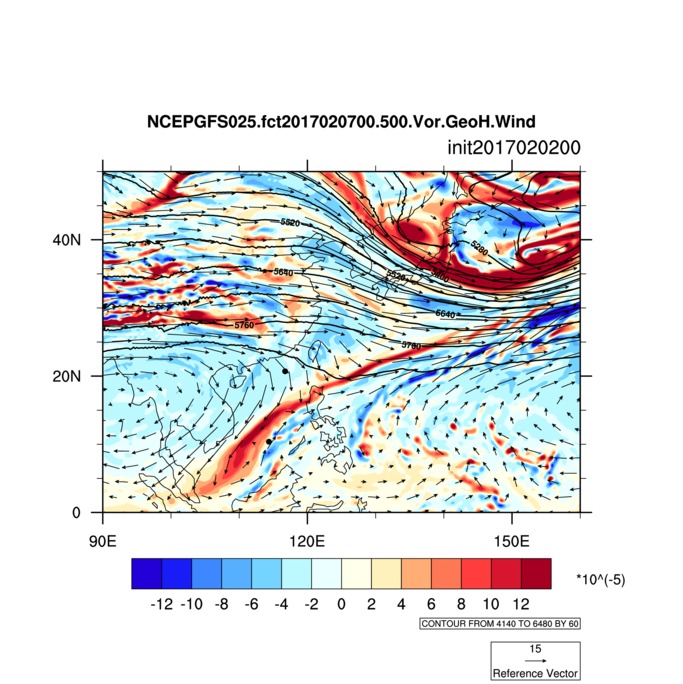 NCEPGFS025.fct2017020700.500.Vor.GeoH.Wind
init2017020200
5520
5280
40N
5640
5520
5400
5640
5760
5760
20N
0
90E 120E 150E
-12 -10 -8 -6 -4 -2 0 2 4 6 8 10 12
*10^(-5)
CONTOUR FROM 4140 TO 6480 BY 60
15
Reference Vector